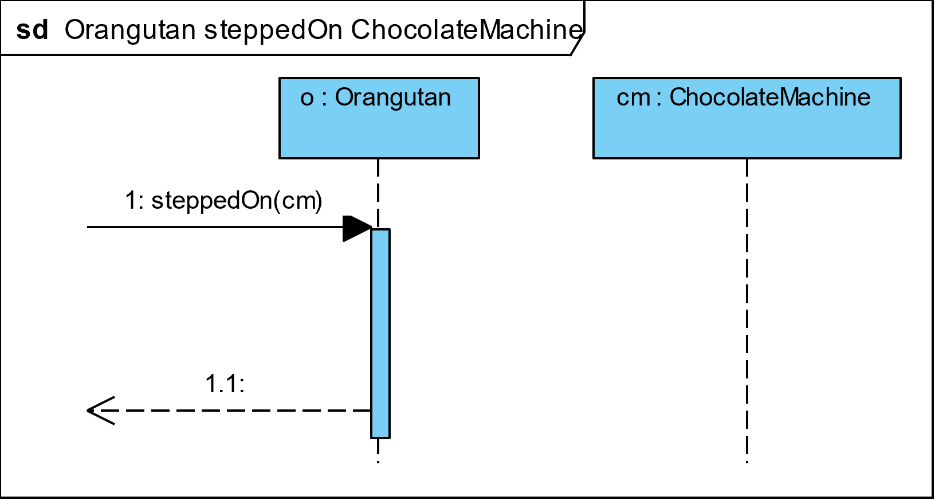 sd Orangutan steppedOn ChocolateMachine
o : Orangutan
cm : ChocolateMachine
1: steppedOn(cm)
1.1: